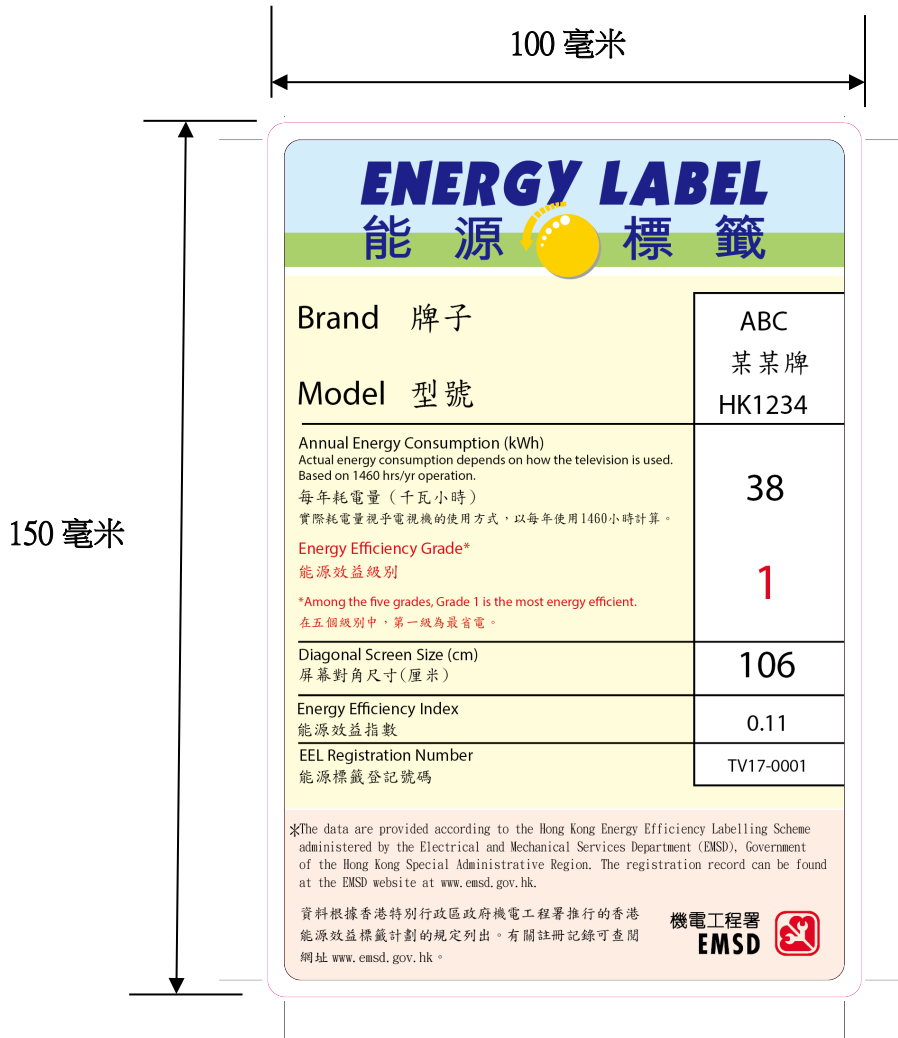 100 毫米
150 毫米
ENERGY LABEL
能 源 標 籤
Brand 牌子
ABC
某某牌
Model 型號
HK1234
Annual Energy Consumption (kWh)
Actual energy consumption depends on how the television is used.
Based on 1460 hrs/yr operation.
每年耗電量（千瓦小時）
實際耗電量視乎電視機的使用方式，以每年使用1460小時計算。
38
Energy Efficiency Grade*
能源效益級別
1
*Among the five grades, Grade 1 is the most energy efficient.
在五個級別中，第一級為最省電。
Diagonal Screen Size (cm)
屏幕對角尺寸(厘米)
106
Energy Efficiency Index
能源效益指數
0.11
EEL Registration Number
能源標籤登記號碼
TV17-0001
*The data are provided according to the Hong Kong Energy Efficiency Labelling Scheme
administered by the Electrical and Mechanical Services Department (EMSD), Government
of the Hong Kong Special Administrative Region. The registration record can be found
at the EMSD website at www.emsd.gov.hk.
資料根據香港特別行政區政府機電工程署推行的香港
能源效益標籤計劃的規定列出。有關註冊記錄可查閱
網址 www.emsd.gov.hk。
機電工程署
EMSD